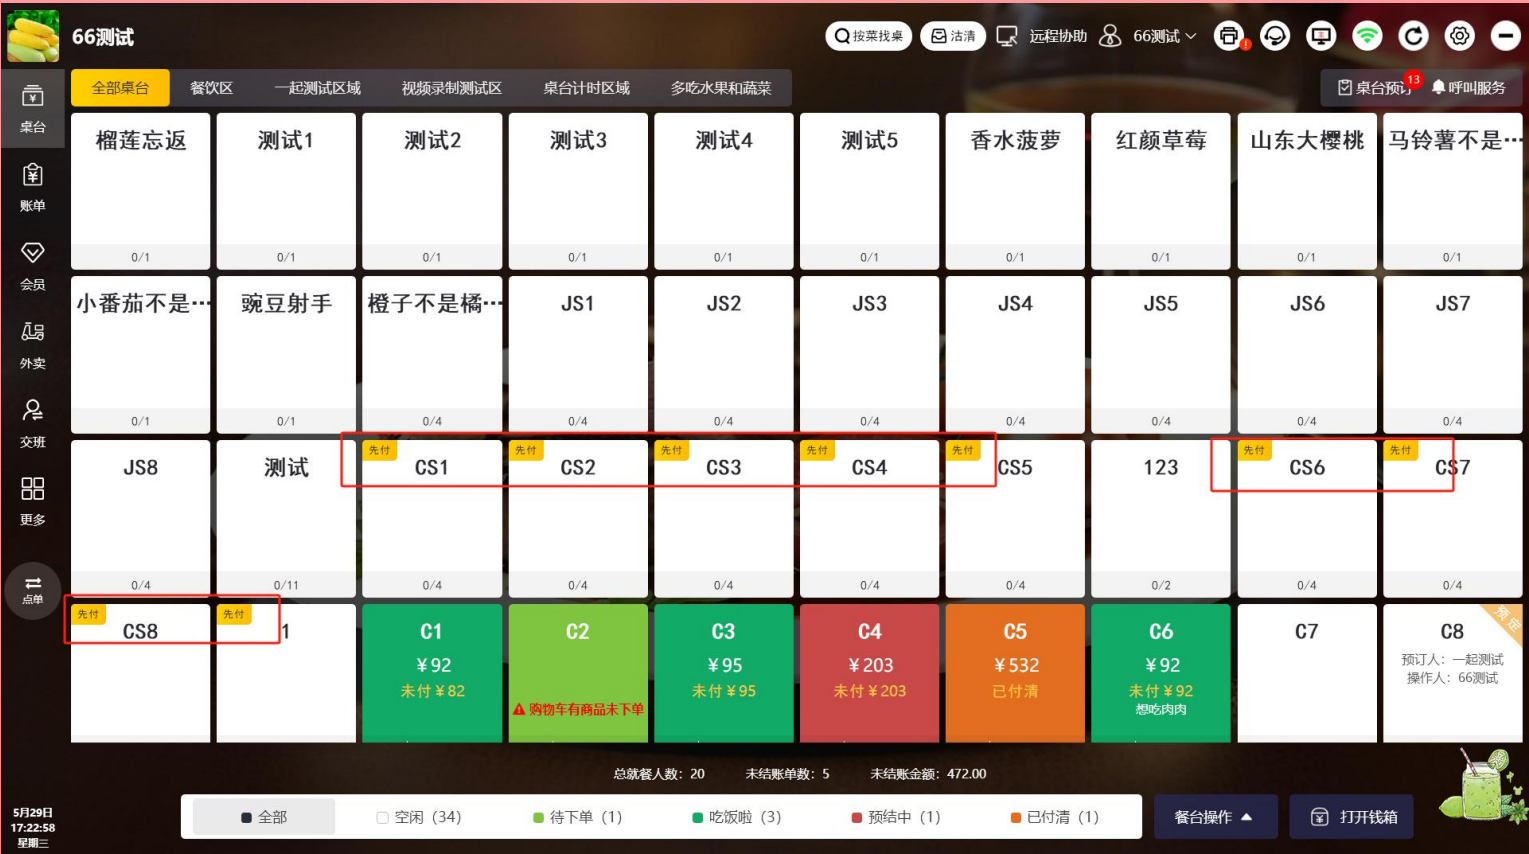 66测试
按菜找桌
沽清
远程协助
66测试
全部桌台
餐饮区
一起测试区域
视频录制测试区
桌台计时区域
多吃水果和蔬菜
13
呼叫服务
桌台
账单
会员
外卖
交班
更多
点单
榴莲忘返
测试1
测试2
测试3
测试4
测试5
香水菠萝
红颜草莓
山东大樱桃
马铃薯不是…
0/1
0/1
0/1
0/1
0/1
0/1
0/1
0/1
0/1
0/1
小番茄不是…
豌豆射手
橙子不是橘…
JS1
JS2
JS3
JS4
JS5
JS6
JS7
0/1
0/1
0/4
0/4
0/4
0/4
0/4
0/4
0/4
0/4
JS8
测试
先付
CS1
先付
CS2
先付
CS3
先付
CS4
先付
CS5
123
先付
CS6
先付
CS7
0/4
0/11
0/4
0/4
0/4
0/4
0/4
0/2
0/4
0/4
先付
CS8
先付
1
C1
¥92
未付¥82
C2
购物车有商品未下单
C3
¥95
未付¥95
C4
¥203
未付¥203
C5
¥532
已付清
C6
¥92
未付¥92
想吃肉肉
C7
C8
预定
预订人：一起测试
操作人：66测试
总就餐人数：20
未结账单数：5
未结账金额：472.00
全部
空闲（34）
待下单（1）
吃饭啦（3）
预结中（1）
已付清（1）
餐台操作
打开钱箱
5月29日
17:22:58
星期三